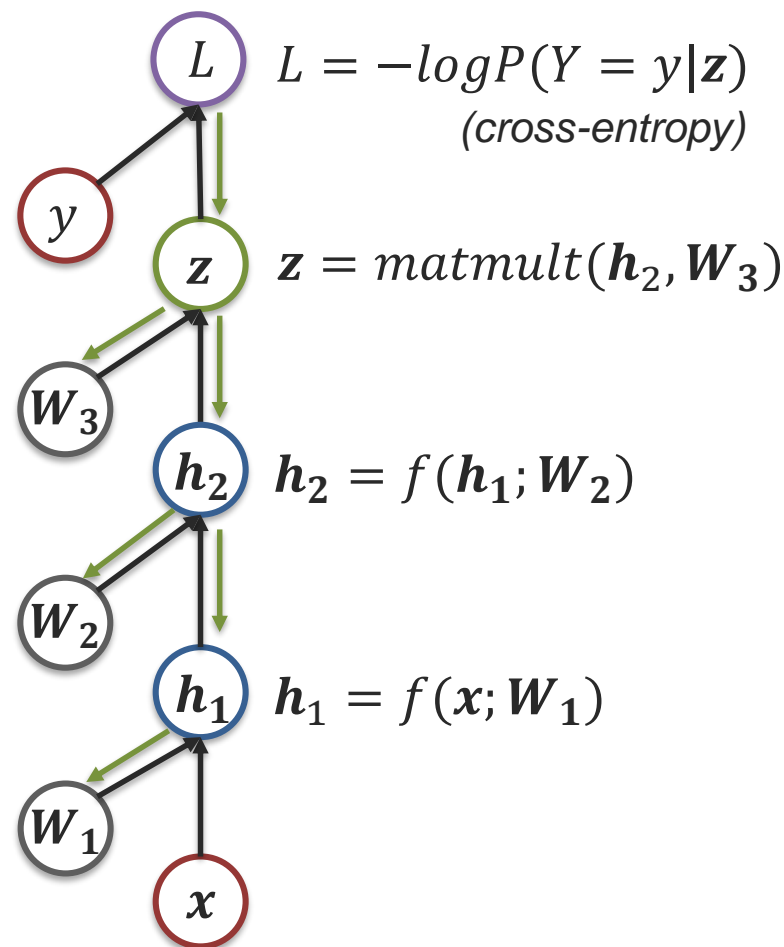 L L = −logP(Y = y|z)
(cross-entropy)
y
z z = matmult(h₂, W₃)
W₃
h₂ h₂ = f(h₁; W₂)
W₂
h₁ h₁ = f(x; W₁)
W₁
x